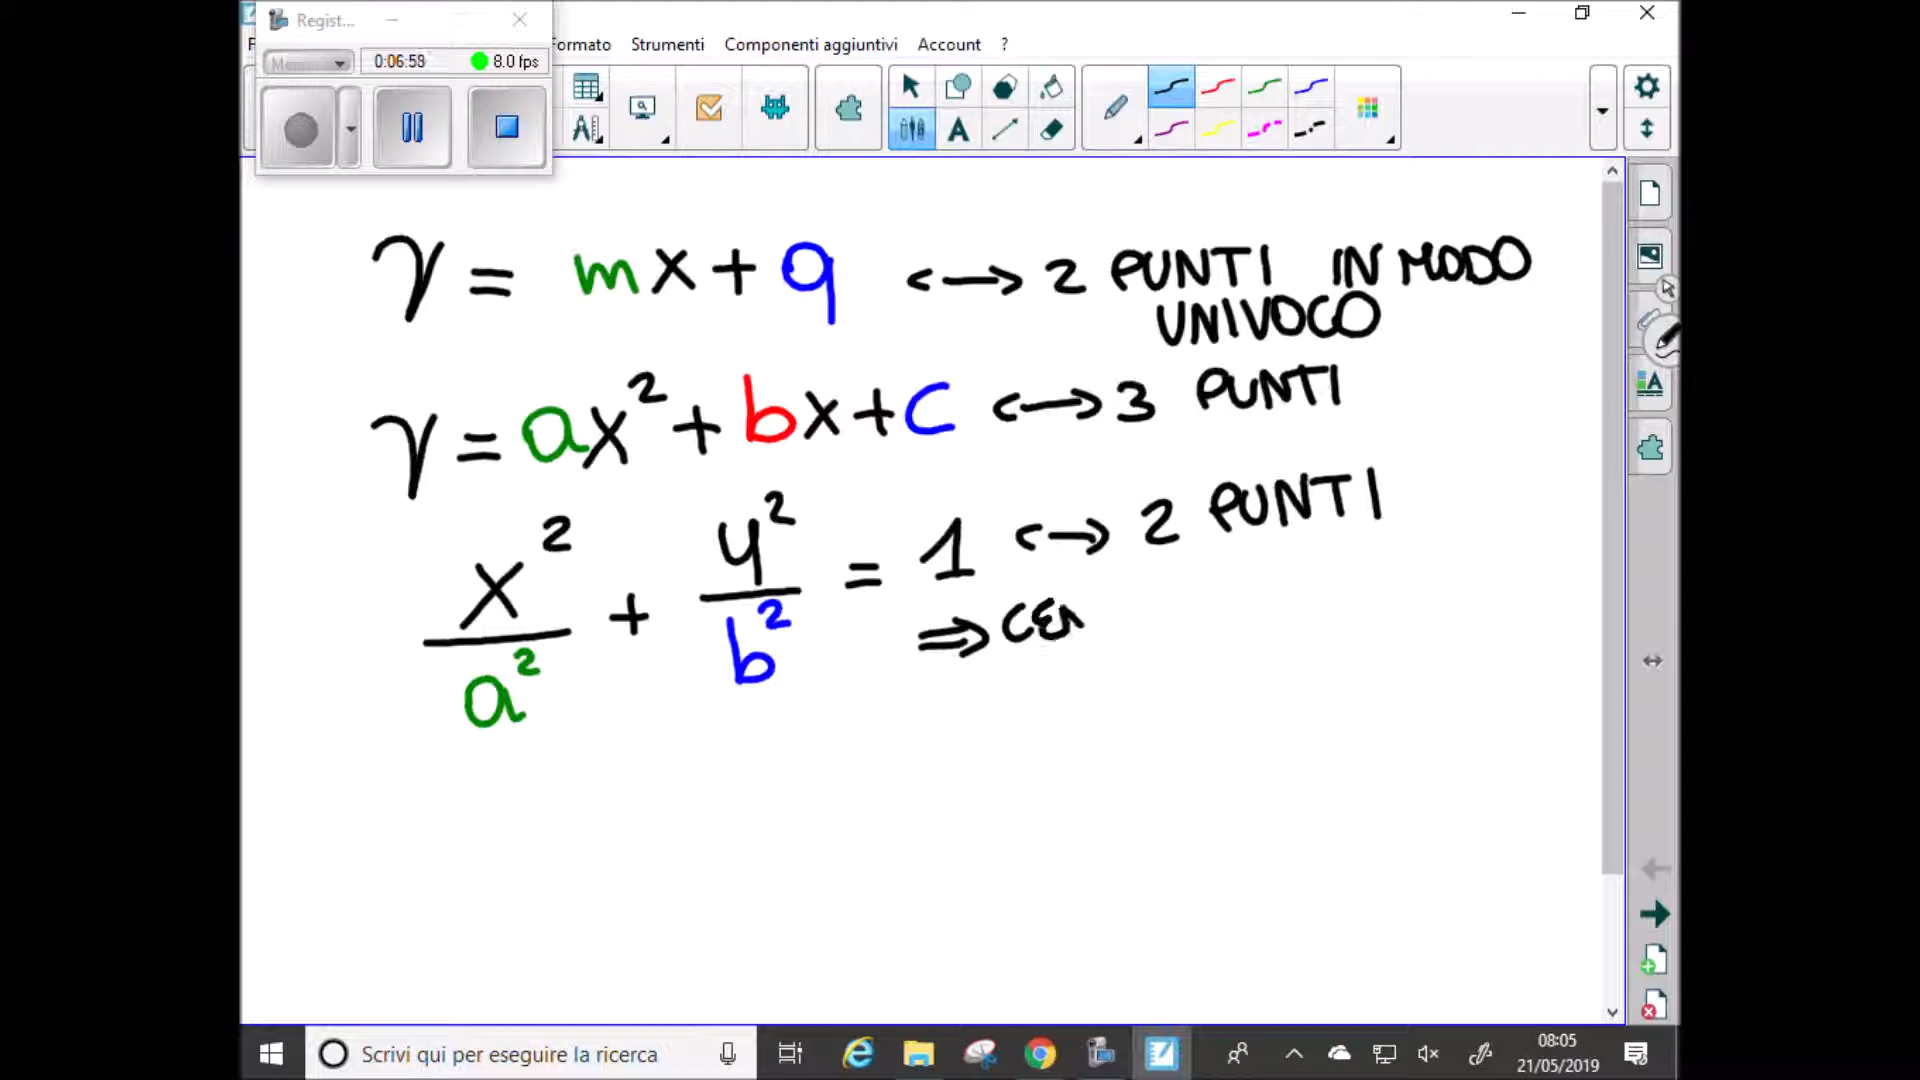 Regist...
0:06:58 8.0 fps
Formato Strumenti Componenti aggiuntivi Account ?
y = mx + q ↔ 2 PUNTI IN MODO
UNIVOCO
y = ax² + bx + c ↔ 3 PUNTI
x²/a² + y²/b² = 1 ↔ 2 PUNTI
⇒ CEN
Scrivi qui per eseguire la ricerca
08:05
21/05/2019